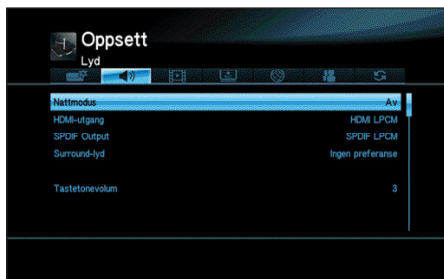 Oppsett
Lyd
Nattmodus Av
HDMI-utgang HDMI LPCM
SPDIF Output SPDIF LPCM
Surround-lyd Ingen preferanse
Tastetonevolum 3